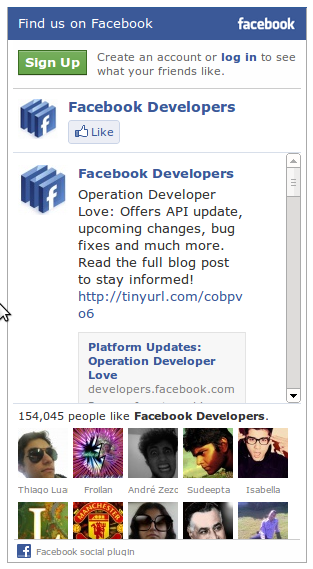 Find us on Facebook
facebook
Sign Up
Create an account or log in to see
what your friends like.
Facebook Developers
Like
Facebook Developers
Operation Developer
Love: Offers API update,
upcoming changes, bug
fixes and much more.
Read the full blog post
to stay informed!
http://tinyurl.com/cobpv
o6
Platform Updates:
Operation Developer
Love
developers.facebook.com
154,045 people like Facebook Developers.
Thiago Lua
Froilan
André Zezo
Sudeepta
Isabella
MANCHESTER
Facebook social plugin